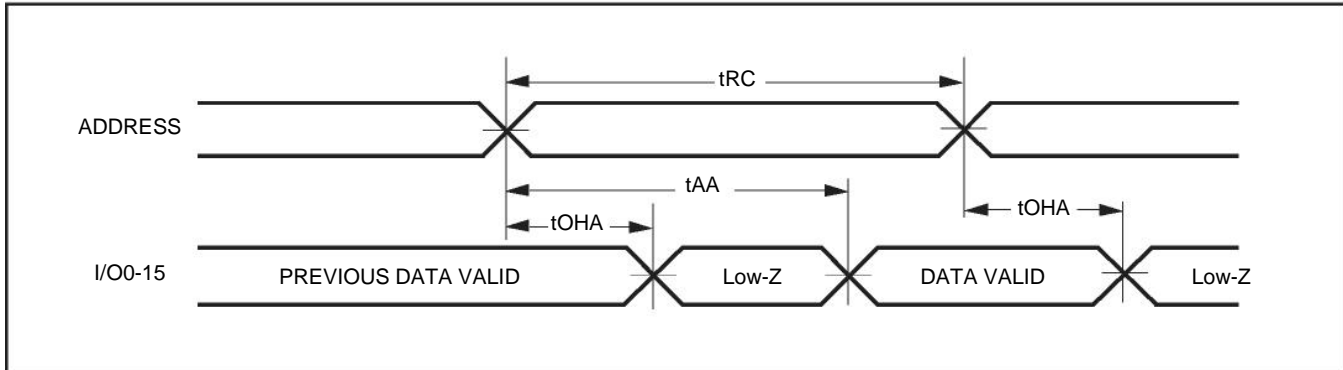 tRC
ADDRESS
tAA
tOHA
tOHA
I/O0-15
PREVIOUS DATA VALID
Low-Z
DATA VALID
Low-Z